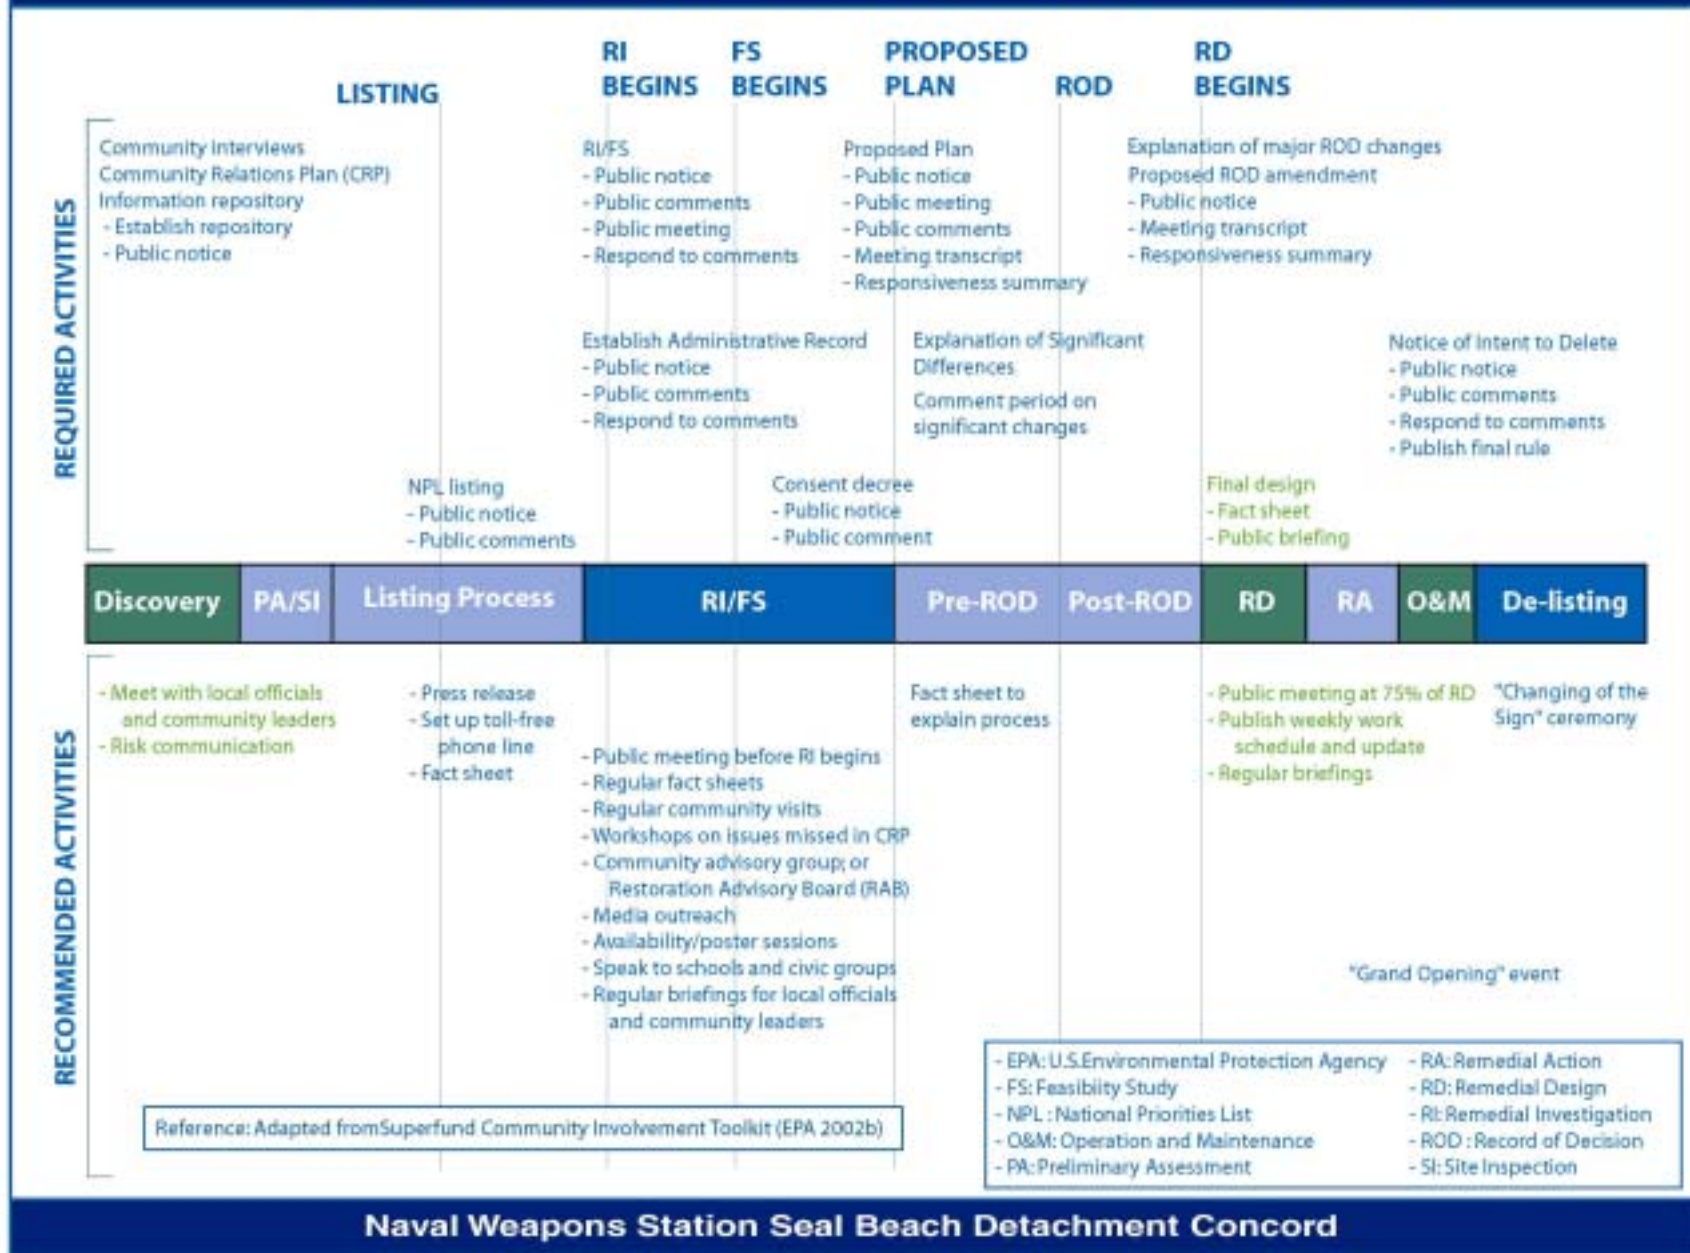 RI
BEGINS
FS
BEGINS
PROPOSED
PLAN
RD
BEGINS
LISTING
ROD
REQUIRED ACTIVITIES
Community interviews
Community Relations Plan (CRP)
Information repository
- Establish repository
- Public notice
RI/FS
- Public notice
- Public comments
- Public meeting
- Respond to comments
Proposed Plan
- Public notice
- Public meeting
- Public comments
- Meeting transcript
- Responsiveness summary
Explanation of major ROD changes
Proposed ROD amendment
- Public notice
- Meeting transcript
- Responsiveness summary
Establish Administrative Record
- Public notice
- Public comments
- Respond to comments
Explanation of Significant
Differences
Comment period on
significant changes
Notice of Intent to Delete
- Public notice
- Public comments
- Respond to comments
- Publish final rule
NPL listing
- Public notice
- Public comments
Consent decree
- Public notice
- Public comment
Final design
- Fact sheet
- Public briefing
Discovery
PA/SI
Listing Process
RI/FS
Pre-ROD
Post-ROD
RD
RA
O&M
De-listing
RECOMMENDED ACTIVITIES
- Meet with local officials
and community leaders
- Risk communication
- Press release
- Set up toll-free
phone line
- Fact sheet
- Public meeting before RI begins
- Regular fact sheets
- Regular community visits
- Workshops on issues missed in CRP
- Community advisory group; or
Restoration Advisory Board (RAB)
- Media outreach
- Availability/poster sessions
- Speak to schools and civic groups
- Regular briefings for local officials
and community leaders
Fact sheet to
explain process
- Public meeting at 75% of RD
- Publish weekly work
schedule and update
- Regular briefings
"Changing of the
Sign" ceremony
"Grand Opening" event
Reference: Adapted fromSuperfund Community Involvement Toolkit (EPA 2002b)
- EPA: U.S.Environmental Protection Agency
- FS: Feasibiity Study
- NPL : National Priorities List
- O&M: Operation and Maintenance
- PA: Preliminary Assessment
- RA: Remedial Action
- RD: Remedial Design
- RI: Remedial Investigation
- ROD : Record of Decision
- SI: Site Inspection
Naval Weapons Station Seal Beach Detachment Concord